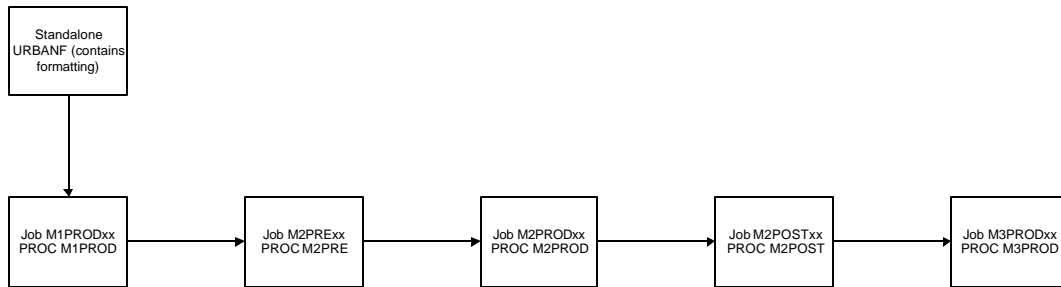 Standalone
URBANF (contains
formatting)
Job M1PRODxx
PROC M1PROD
Job M2PRExx
PROC M2PRE
Job M2PRODxx
PROC M2PROD
Job M2POSTxx
PROC M2POST
Job M3PRODxx
PROC M3PROD